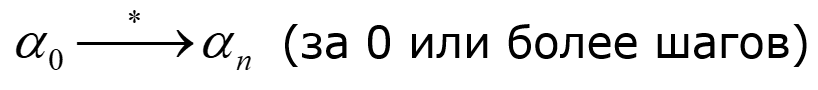 α₀ —*→ αₙ (за 0 или более шагов)